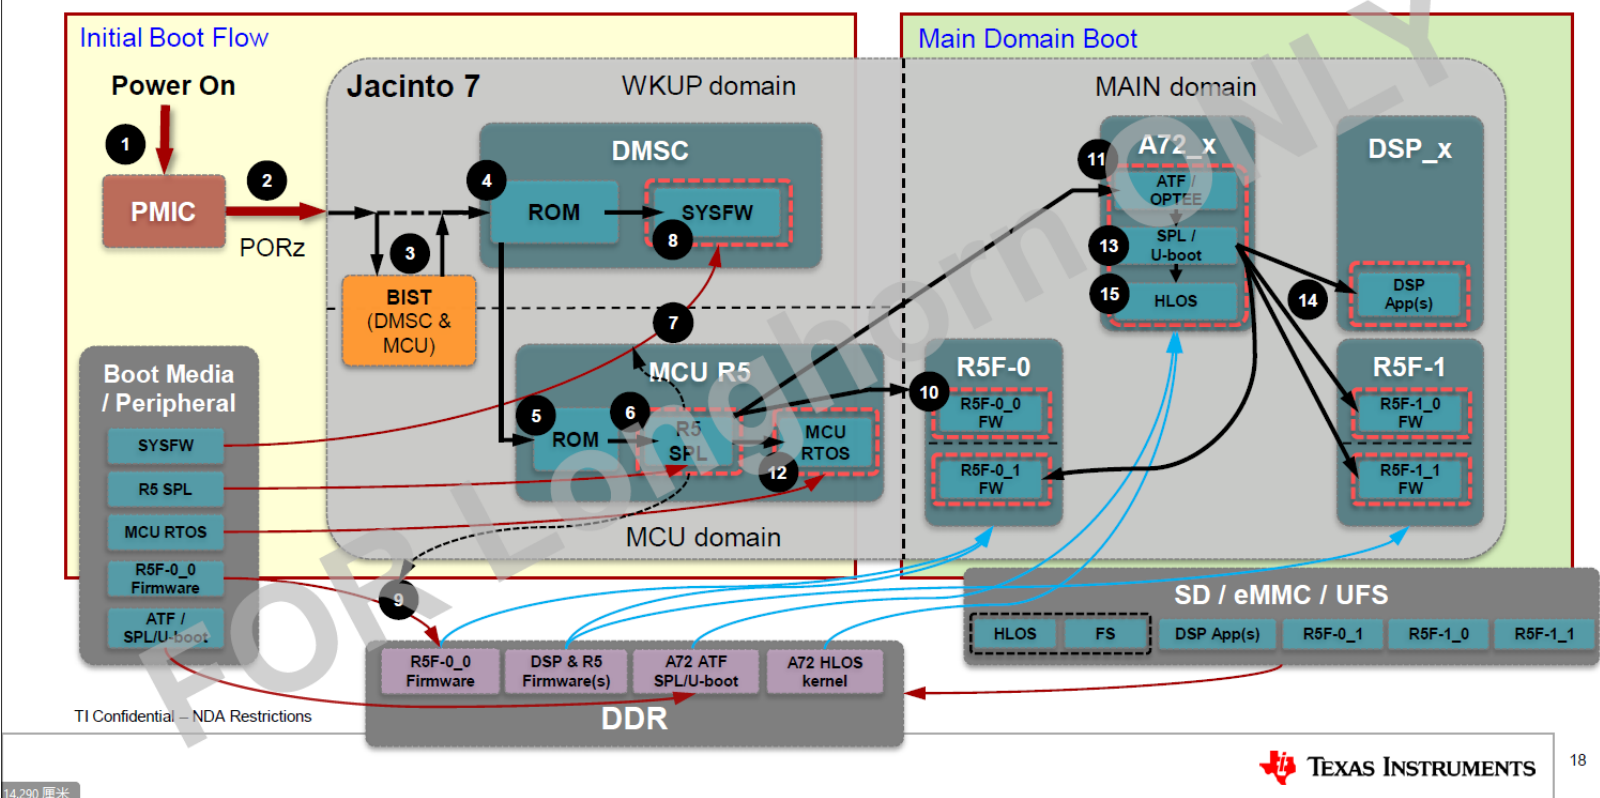 Initial Boot Flow
Main Domain Boot
Power On
Jacinto 7
WKUP domain
MAIN domain
1
PMIC
2
PORz
3
BIST
(DMSC &
MCU)
DMSC
4
ROM
SYSFW
8
7
MCU R5
5
ROM
6
R5
SPL
MCU
RTOS
12
MCU domain
A72_x
11
ATF /
OPTEE
13
SPL /
U-boot
15
HLOS
DSP_x
14
DSP
App(s)
R5F-0
10
R5F-0_0
FW
R5F-0_1
FW
R5F-1
R5F-1_0
FW
R5F-1_1
FW
Boot Media
/ Peripheral
SYSFW
R5 SPL
MCU RTOS
R5F-0_0
Firmware
ATF /
SPL/U-boot
9
SD / eMMC / UFS
HLOS
FS
DSP App(s)
R5F-0_1
R5F-1_0
R5F-1_1
R5F-0_0
Firmware
DSP & R5
Firmware(s)
A72 ATF
SPL/U-boot
A72 HLOS
kernel
DDR
TI Confidential – NDA Restrictions
FOR Longhorn ONLY
TEXAS INSTRUMENTS
18
14.290 厘米